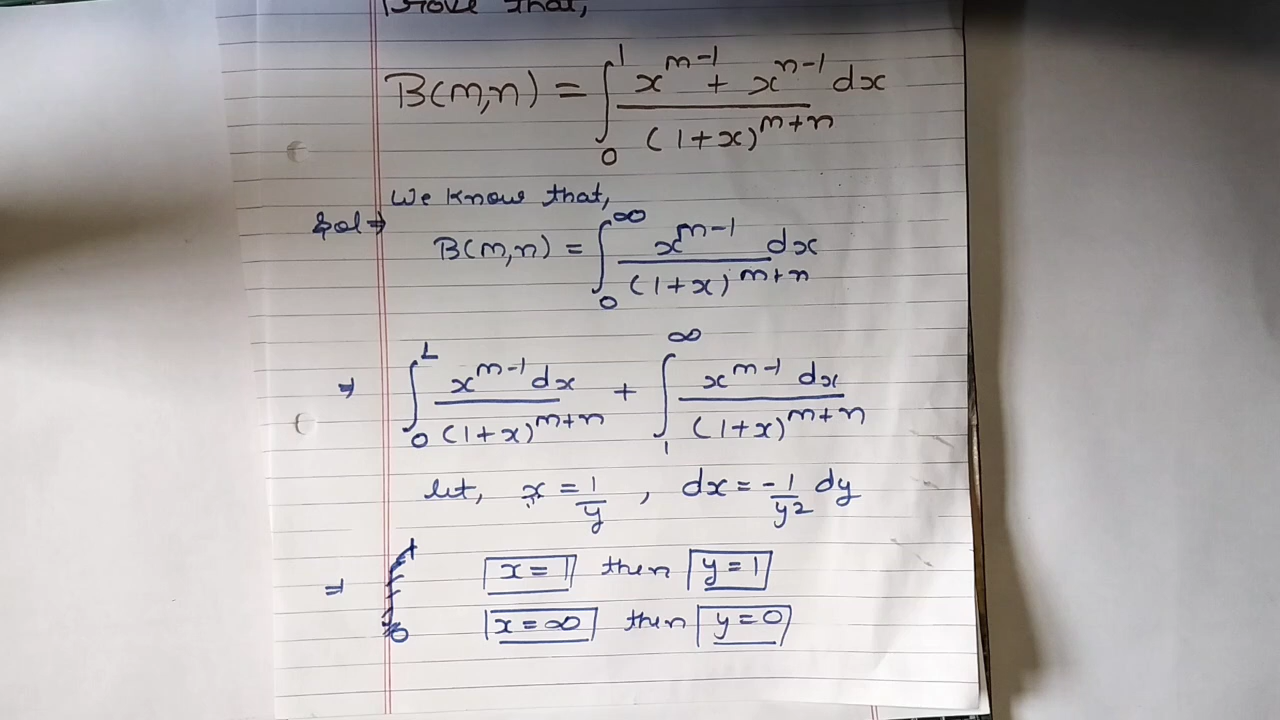 Prove that,
B(m,n) = ∫₀¹ (x^(m-1) + x^(n-1))/(1+x)^(m+n) dx
We know that,
Sol ⇒ B(m,n) = ∫₀^∞ x^(m-1)/(1+x)^(m+n) dx
⇒ ∫₀¹ x^(m-1) dx/(1+x)^(m+n) + ∫₁^∞ x^(m-1) dx/(1+x)^(m+n)
let, x = 1/y , dx = -1/y² dy
⇒ x = 1 then y = 1
x = ∞ then y = 0